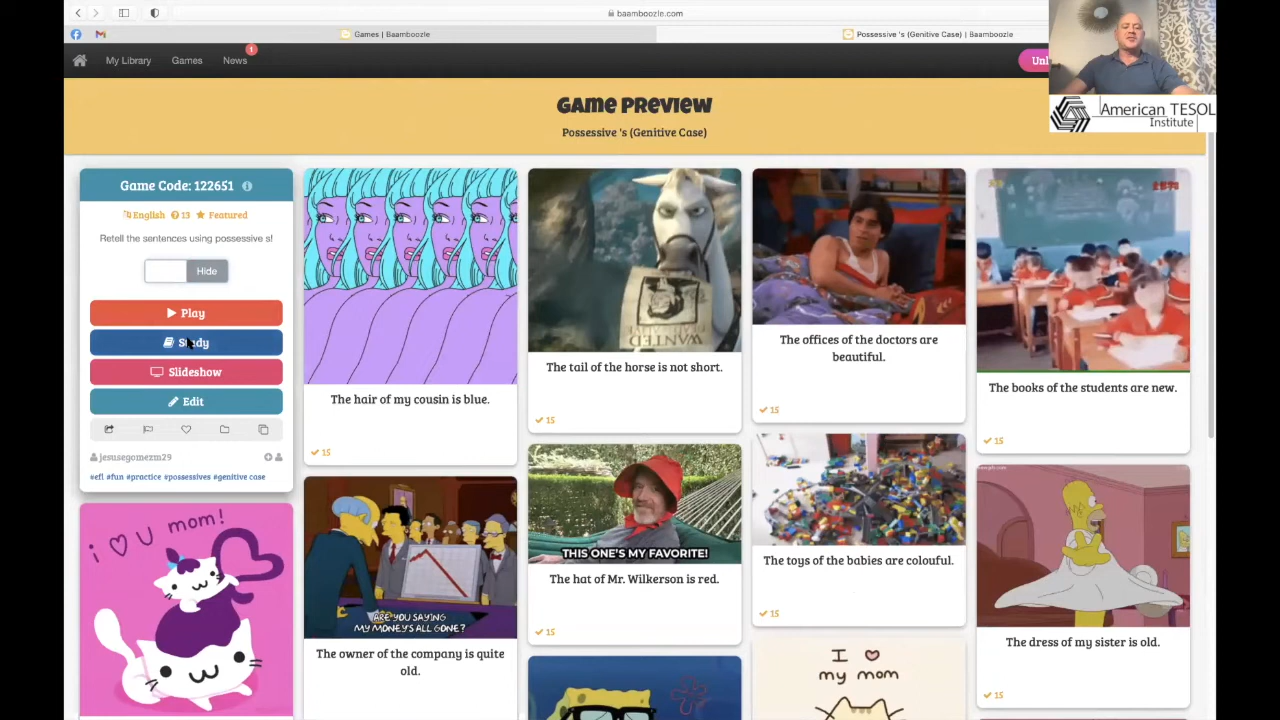 baamboozle.com
Games | Baamboozle
Possessive 's (Genitive Case) | Baamboozle
My Library
Games
News
1
Unl
American TESOL
Institute
Game Preview
Possessive 's (Genitive Case)
Game Code: 122651
English 13 Featured
Retell the sentences using possessive s!
Hide
Play
Study
Slideshow
Edit
jesusegomezm29
#efl #fun #practice #possessives #genitive case
i ♡ U mom!
The hair of my cousin is blue.
15
ARE YOU SAYING
MY MONEY'S ALL GONE?
The owner of the company is quite
old.
WANTED
The tail of the horse is not short.
15
THIS ONE'S MY FAVORITE!
The hat of Mr. Wilkerson is red.
15
The offices of the doctors are
beautiful.
15
The toys of the babies are colouful.
15
I ♡
my mom
The books of the students are new.
15
The dress of my sister is old.
15